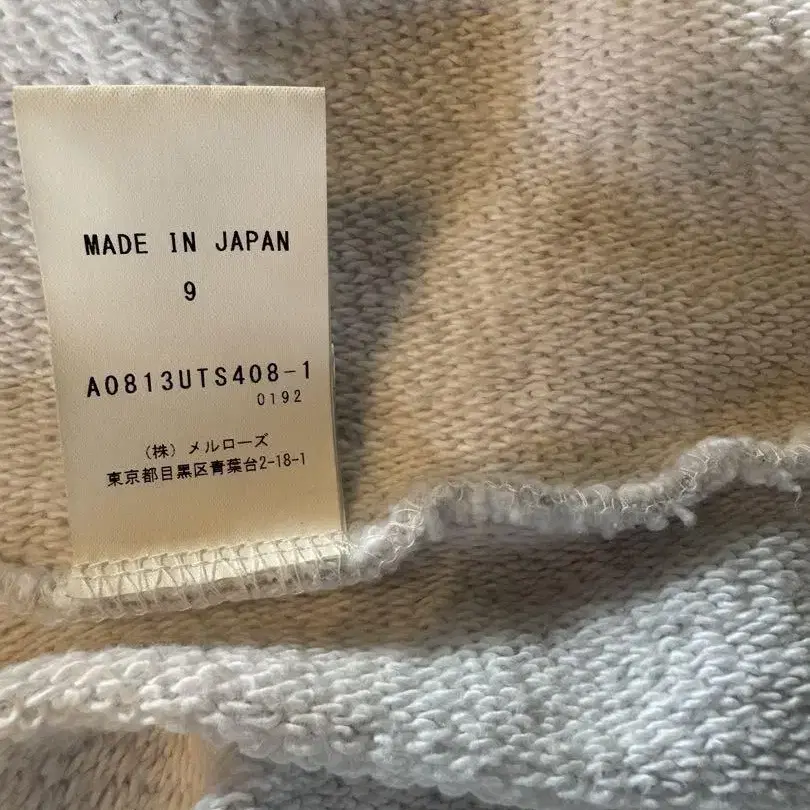 MADE IN JAPAN
9
A0813UTS408-1
0192
(株) メルローズ
東京都目黒区青葉台2-18-1